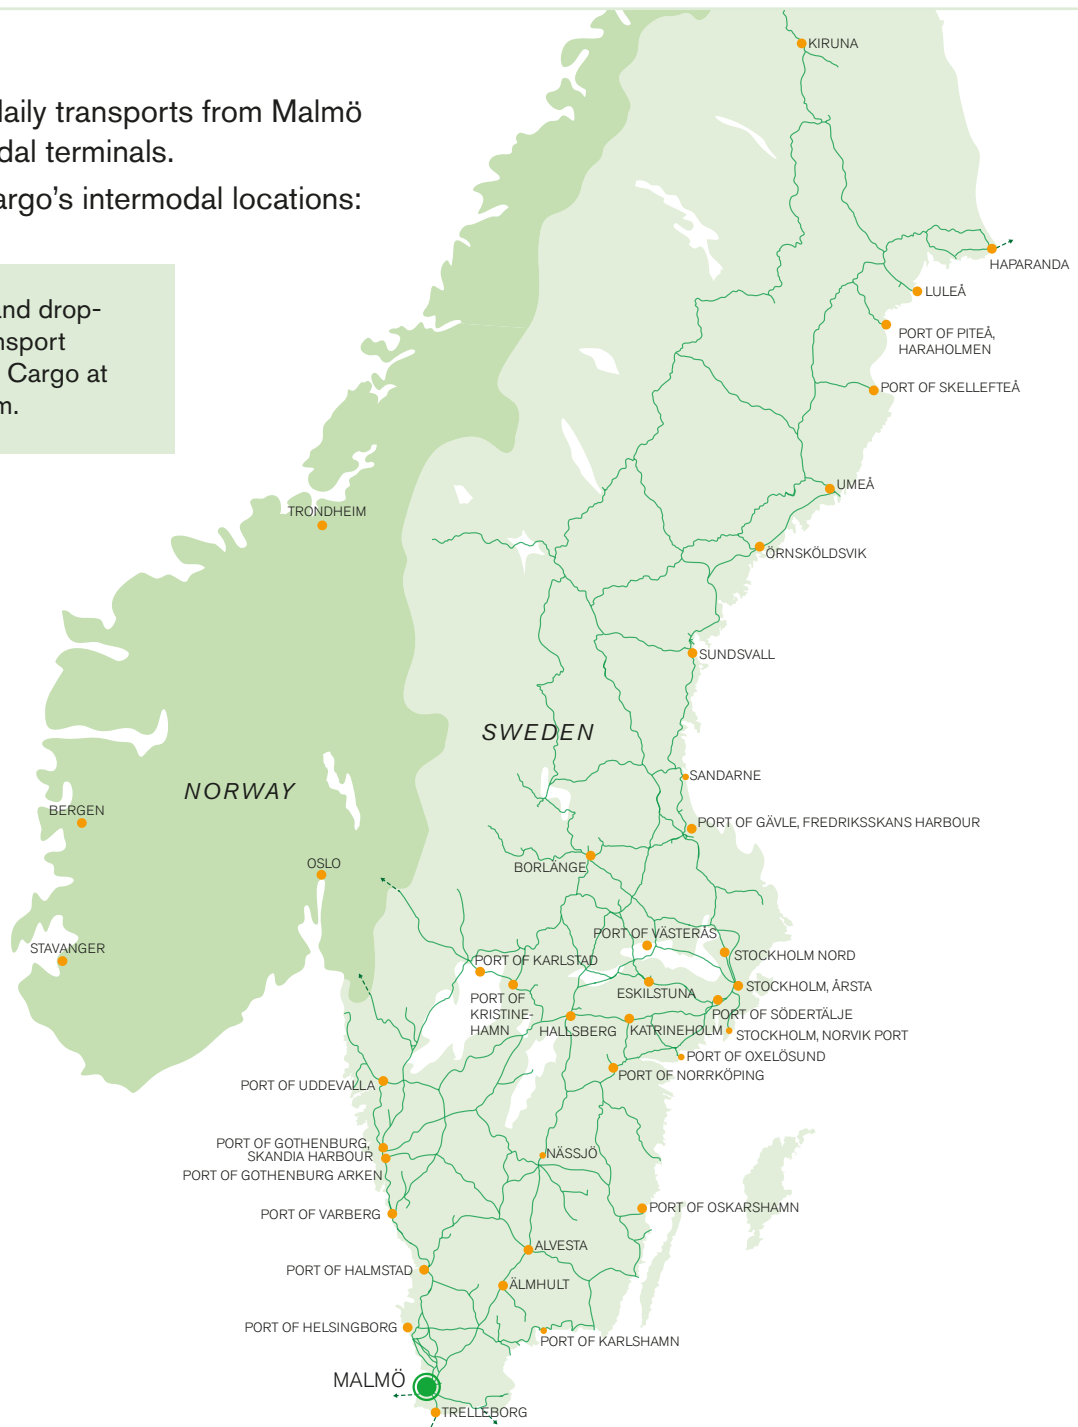 daily transports from Malmö
dal terminals.
argo's intermodal locations:
and drop-
nsport
Cargo at
m.
KIRUNA
HAPARANDA
LULEÅ
PORT OF PITEÅ,
HARAHOLMEN
PORT OF SKELLEFTEÅ
UMEÅ
TRONDHEIM
ÖRNSKÖLDSVIK
SUNDSVALL
SWEDEN
SANDARNE
NORWAY
BERGEN
PORT OF GÄVLE, FREDRIKSSKANS HARBOUR
OSLO
BORLÄNGE
PORT OF VÄSTERÅS
STAVANGER
STOCKHOLM NORD
PORT OF KARLSTAD
STOCKHOLM, ÅRSTA
ESKILSTUNA
PORT OF
KRISTINE-
HAMN
PORT OF SÖDERTÄLJE
HALLSBERG
KATRINEHOLM
STOCKHOLM, NORVIK PORT
PORT OF OXELÖSUND
PORT OF NORRKÖPING
PORT OF UDDEVALLA
PORT OF GOTHENBURG,
SKANDIA HARBOUR
NÄSSJÖ
PORT OF GOTHENBURG ARKEN
PORT OF OSKARSHAMN
PORT OF VARBERG
ALVESTA
PORT OF HALMSTAD
ÄLMHULT
PORT OF HELSINGBORG
PORT OF KARLSHAMN
MALMÖ
TRELLEBORG